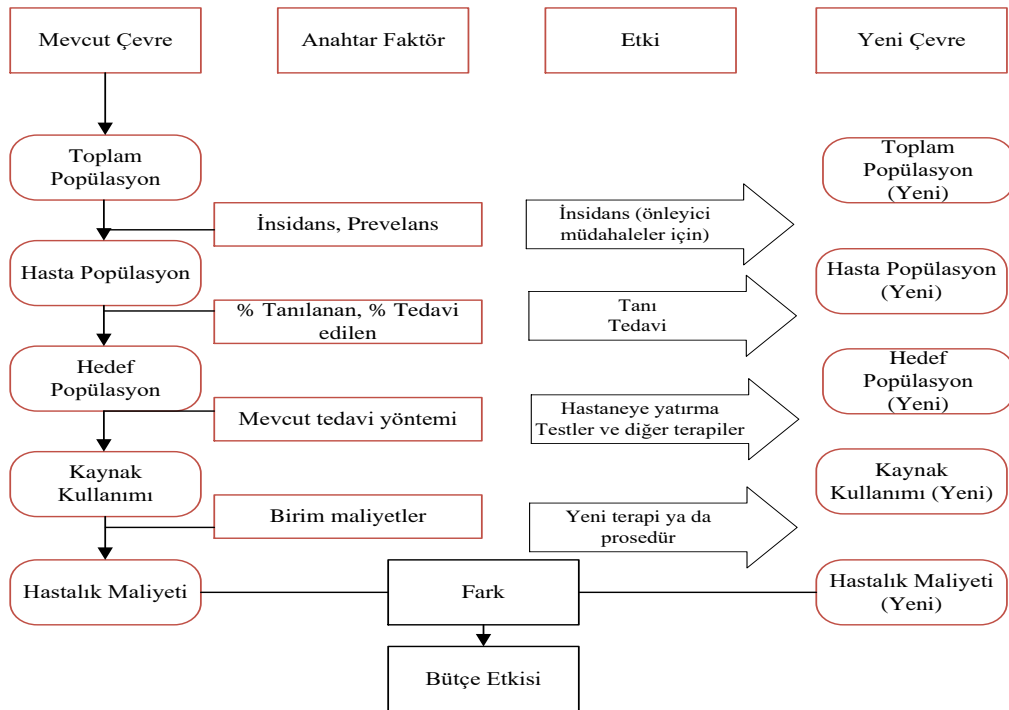 Mevcut Çevre
Anahtar Faktör
Etki
Yeni Çevre
Toplam
Popülasyon
Toplam
Popülasyon
(Yeni)
İnsidans, Prevelans
İnsidans (önleyici
müdahaleler için)
Hasta Popülasyon
Hasta Popülasyon
(Yeni)
% Tanılanan, % Tedavi
edilen
Tanı
Tedavi
Hedef
Popülasyon
Hedef
Popülasyon
(Yeni)
Mevcut tedavi yöntemi
Hastaneye yatırma
Testler ve diğer terapiler
Kaynak
Kullanımı
Kaynak
Kullanımı (Yeni)
Birim maliyetler
Yeni terapi ya da
prosedür
Hastalık Maliyeti
Fark
Hastalık Maliyeti
(Yeni)
Bütçe Etkisi